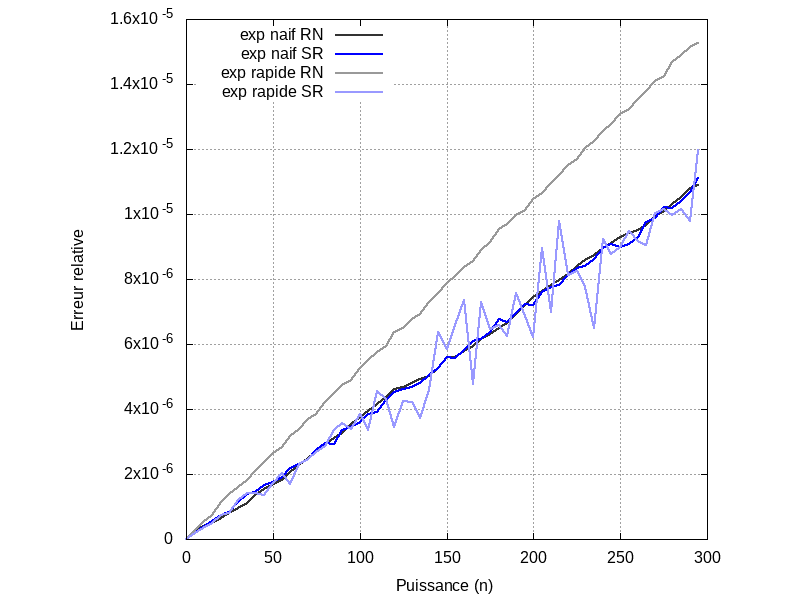 exp naif RN
exp naif SR
exp rapide RN
exp rapide SR
1.6x10 -5
1.4x10 -5
1.2x10 -5
1x10 -5
8x10 -6
6x10 -6
4x10 -6
2x10 -6
0
Erreur relative
0 50 100 150 200 250 300
Puissance (n)